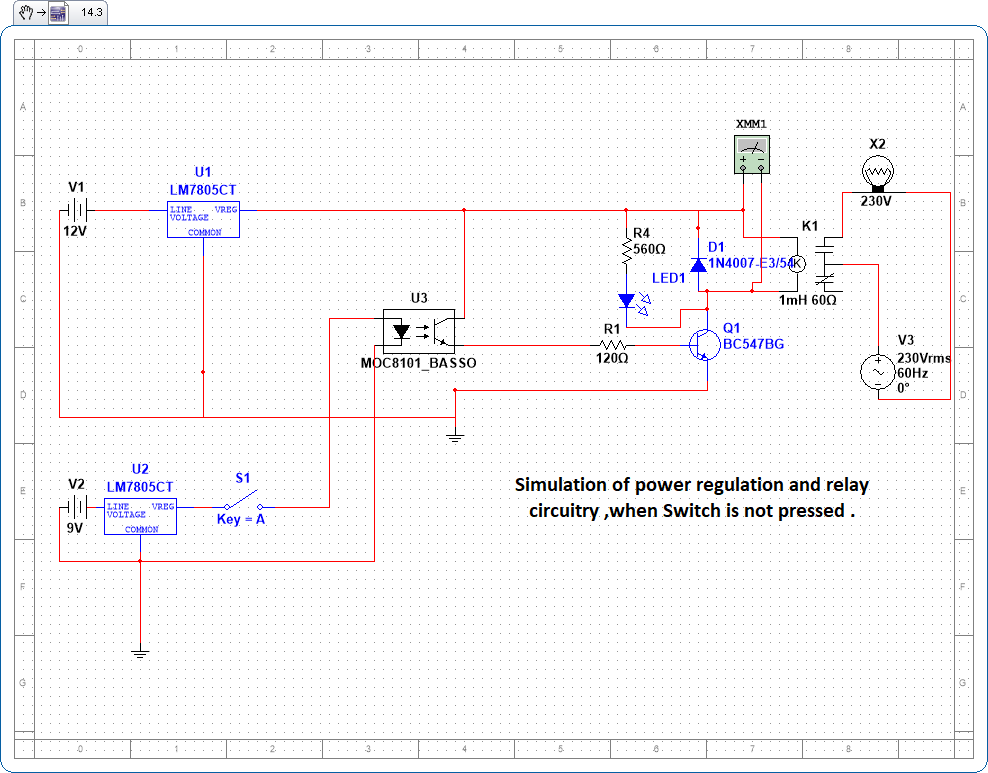 14.3
0 1 2 3 4 5 6 7 8
A A
XMM1
X2
230V
V1
12V
U1
LM7805CT
LINE VREG
VOLTAGE
COMMON
B B
K1
R4
560Ω
D1
1N4007-E3/54
K
LED1
1mH 60Ω
C C
U3
MOC8101_BASSO
R1
120Ω
Q1
BC547BG
V3
230Vrms
60Hz
0°
D D
V2
9V
U2
LM7805CT
LINE VREG
VOLTAGE
COMMON
S1
Key = A
E E
Simulation of power regulation and relay
circuitry ,when Switch is not pressed .
F F
G G
0 1 2 3 4 5 6 7 8